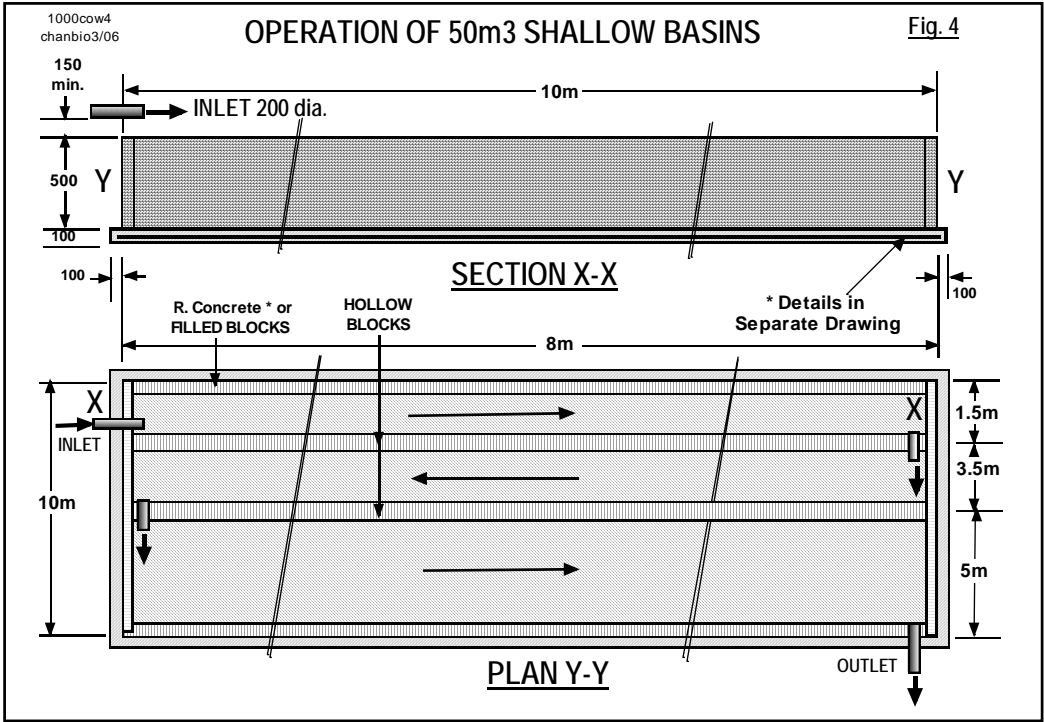 1000cow4
chanbio3/06
OPERATION OF 50m3 SHALLOW BASINS
Fig. 4
150
min.
10m
INLET 200 dia.
500
Y
Y
100
100
SECTION X-X
100
R. Concrete * or
FILLED BLOCKS
HOLLOW
BLOCKS
* Details in
Separate Drawing
8m
X
X
1.5m
INLET
3.5m
10m
5m
OUTLET
PLAN Y-Y